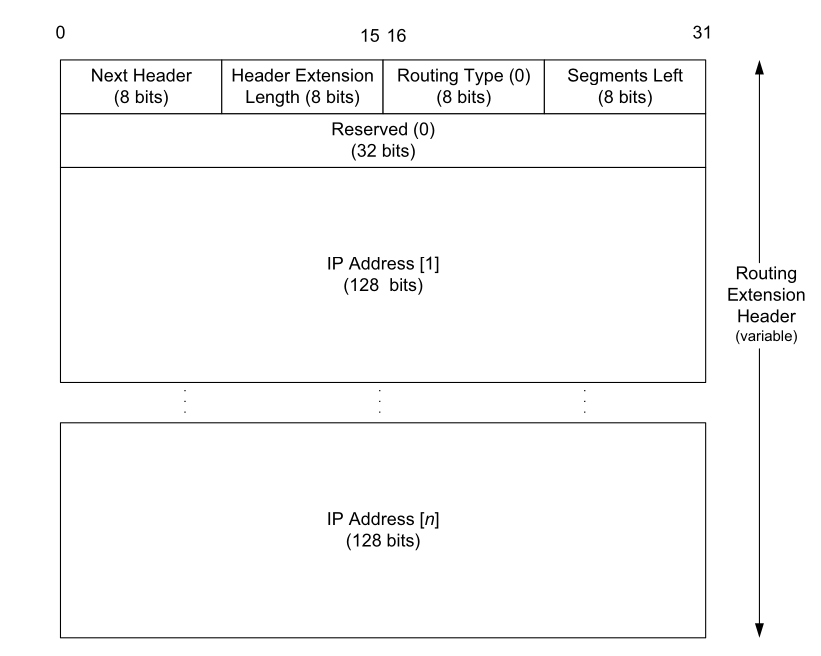 0 15 16 31
Next Header Header Extension Routing Type (0) Segments Left
(8 bits) Length (8 bits) (8 bits) (8 bits)
Reserved (0)
(32 bits)
IP Address [1]
(128 bits)
Routing
Extension
Header
(variable)
IP Address [n]
(128 bits)